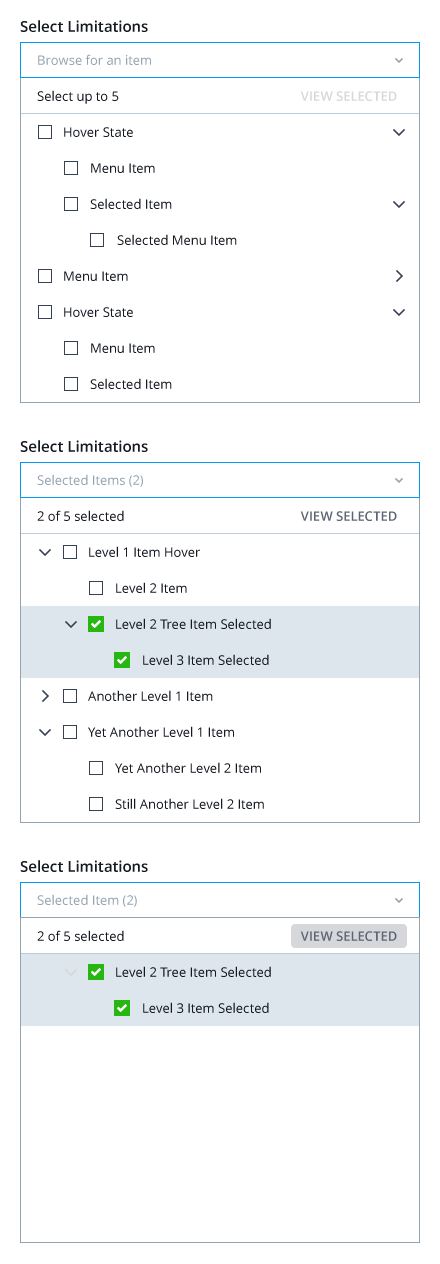 Select Limitations
Browse for an item
Select up to 5 VIEW SELECTED
Hover State
Menu Item
Selected Item
Selected Menu Item
Menu Item
Hover State
Menu Item
Selected Item
Select Limitations
Selected Items (2)
2 of 5 selected VIEW SELECTED
Level 1 Item Hover
Level 2 Item
Level 2 Tree Item Selected
Level 3 Item Selected
Another Level 1 Item
Yet Another Level 1 Item
Yet Another Level 2 Item
Still Another Level 2 Item
Select Limitations
Selected Item (2)
2 of 5 selected VIEW SELECTED
Level 2 Tree Item Selected
Level 3 Item Selected